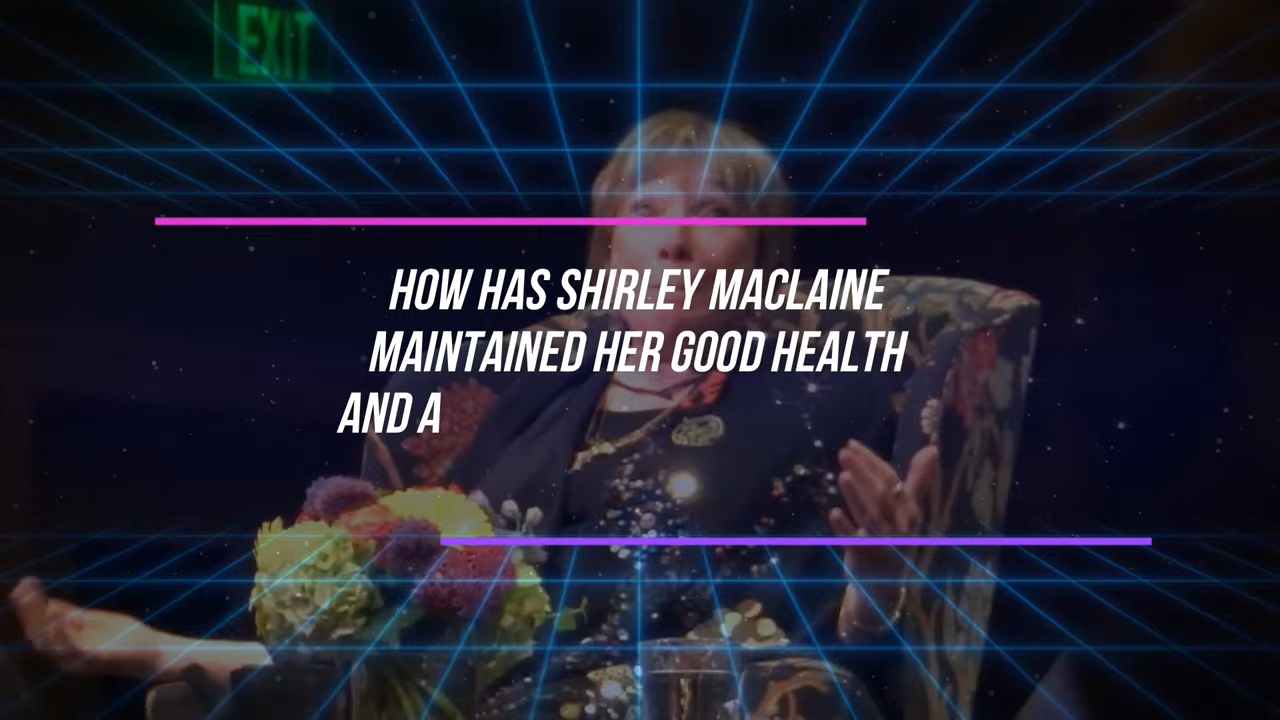 EXIT
HOW HAS SHIRLEY MACLAINE
MAINTAINED HER GOOD HEALTH
AND A